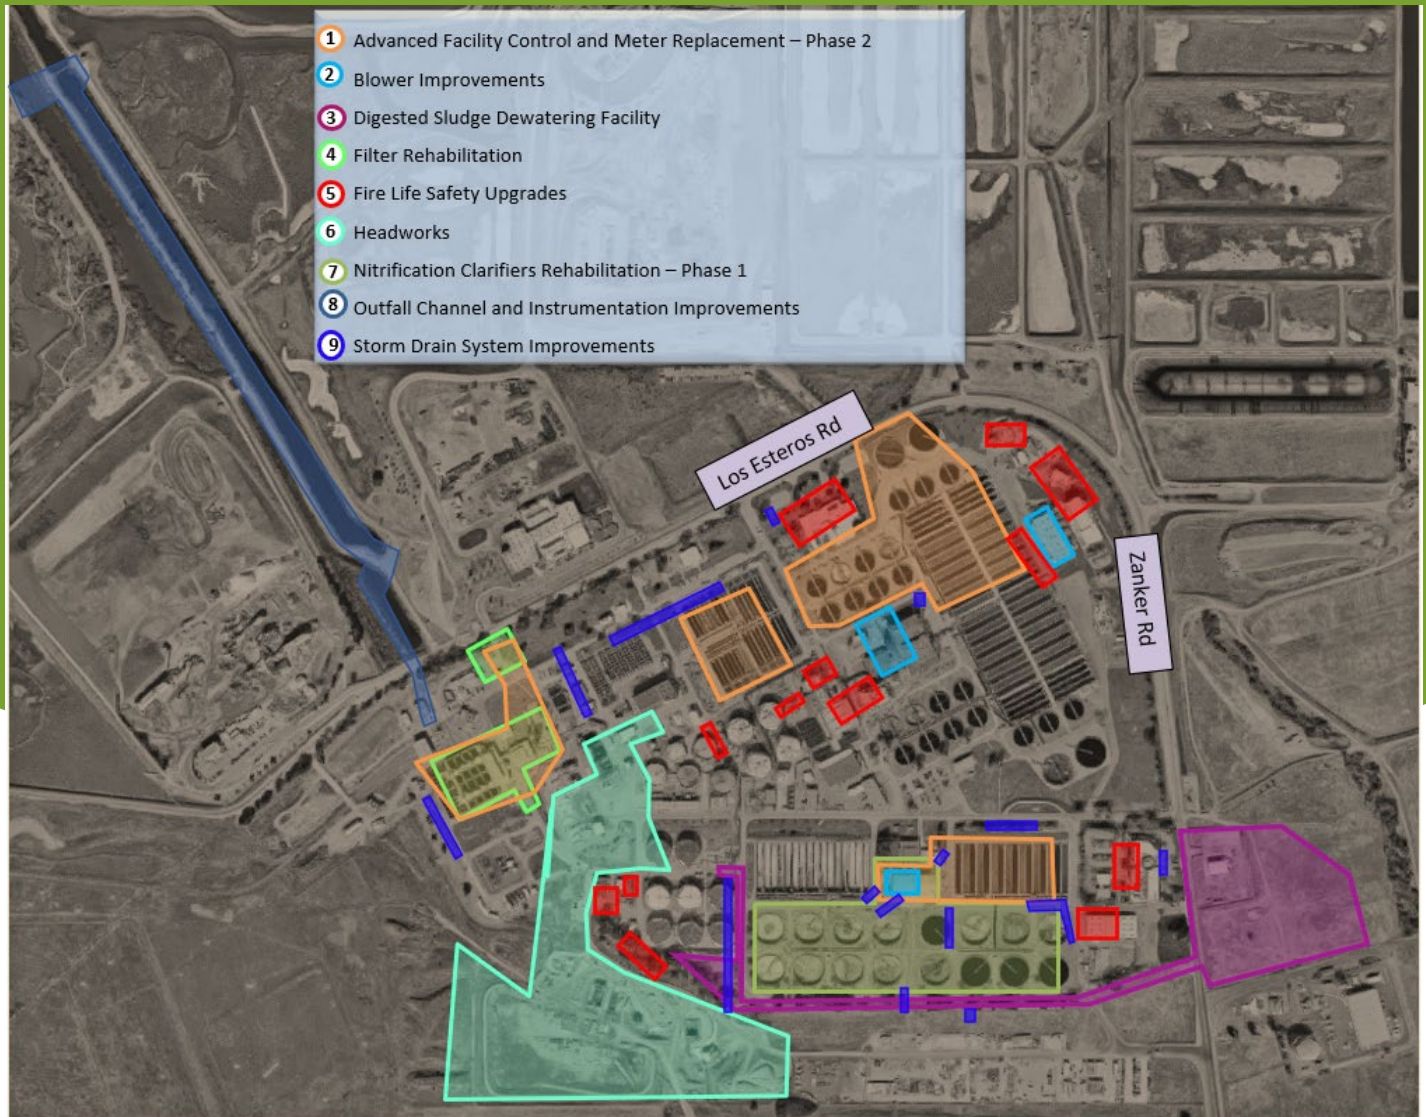 1 Advanced Facility Control and Meter Replacement – Phase 2
2 Blower Improvements
3 Digested Sludge Dewatering Facility
4 Filter Rehabilitation
5 Fire Life Safety Upgrades
6 Headworks
7 Nitrification Clarifiers Rehabilitation – Phase 1
8 Outfall Channel and Instrumentation Improvements
9 Storm Drain System Improvements
Los Esteros Rd
Zanker Rd